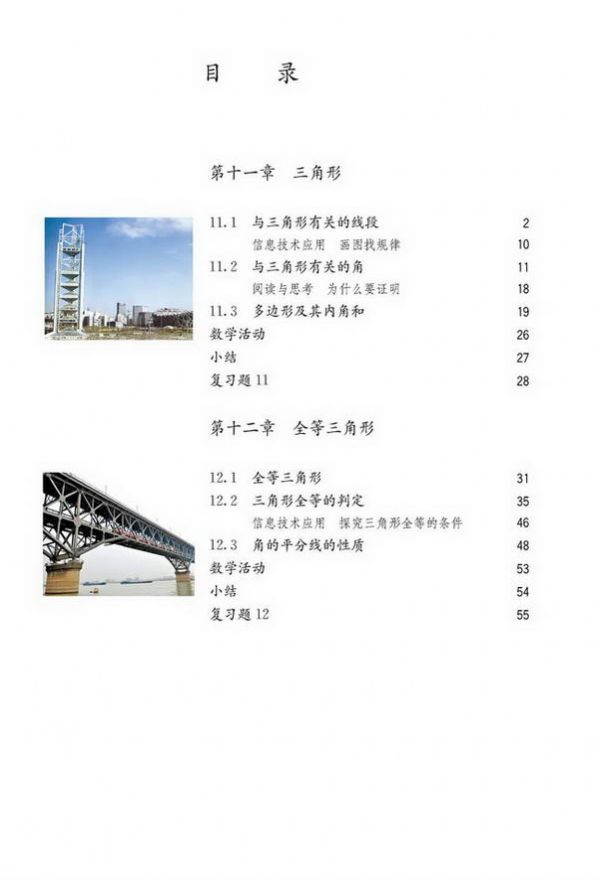 目 录
第十一章 三角形
11.1 与三角形有关的线段 2
信息技术应用 画图找规律 10
11.2 与三角形有关的角 11
阅读与思考 为什么要证明 18
11.3 多边形及其内角和 19
数学活动 26
小结 27
复习题11 28
第十二章 全等三角形
12.1 全等三角形 31
12.2 三角形全等的判定 35
信息技术应用 探究三角形全等的条件 46
12.3 角的平分线的性质 48
数学活动 53
小结 54
复习题12 55